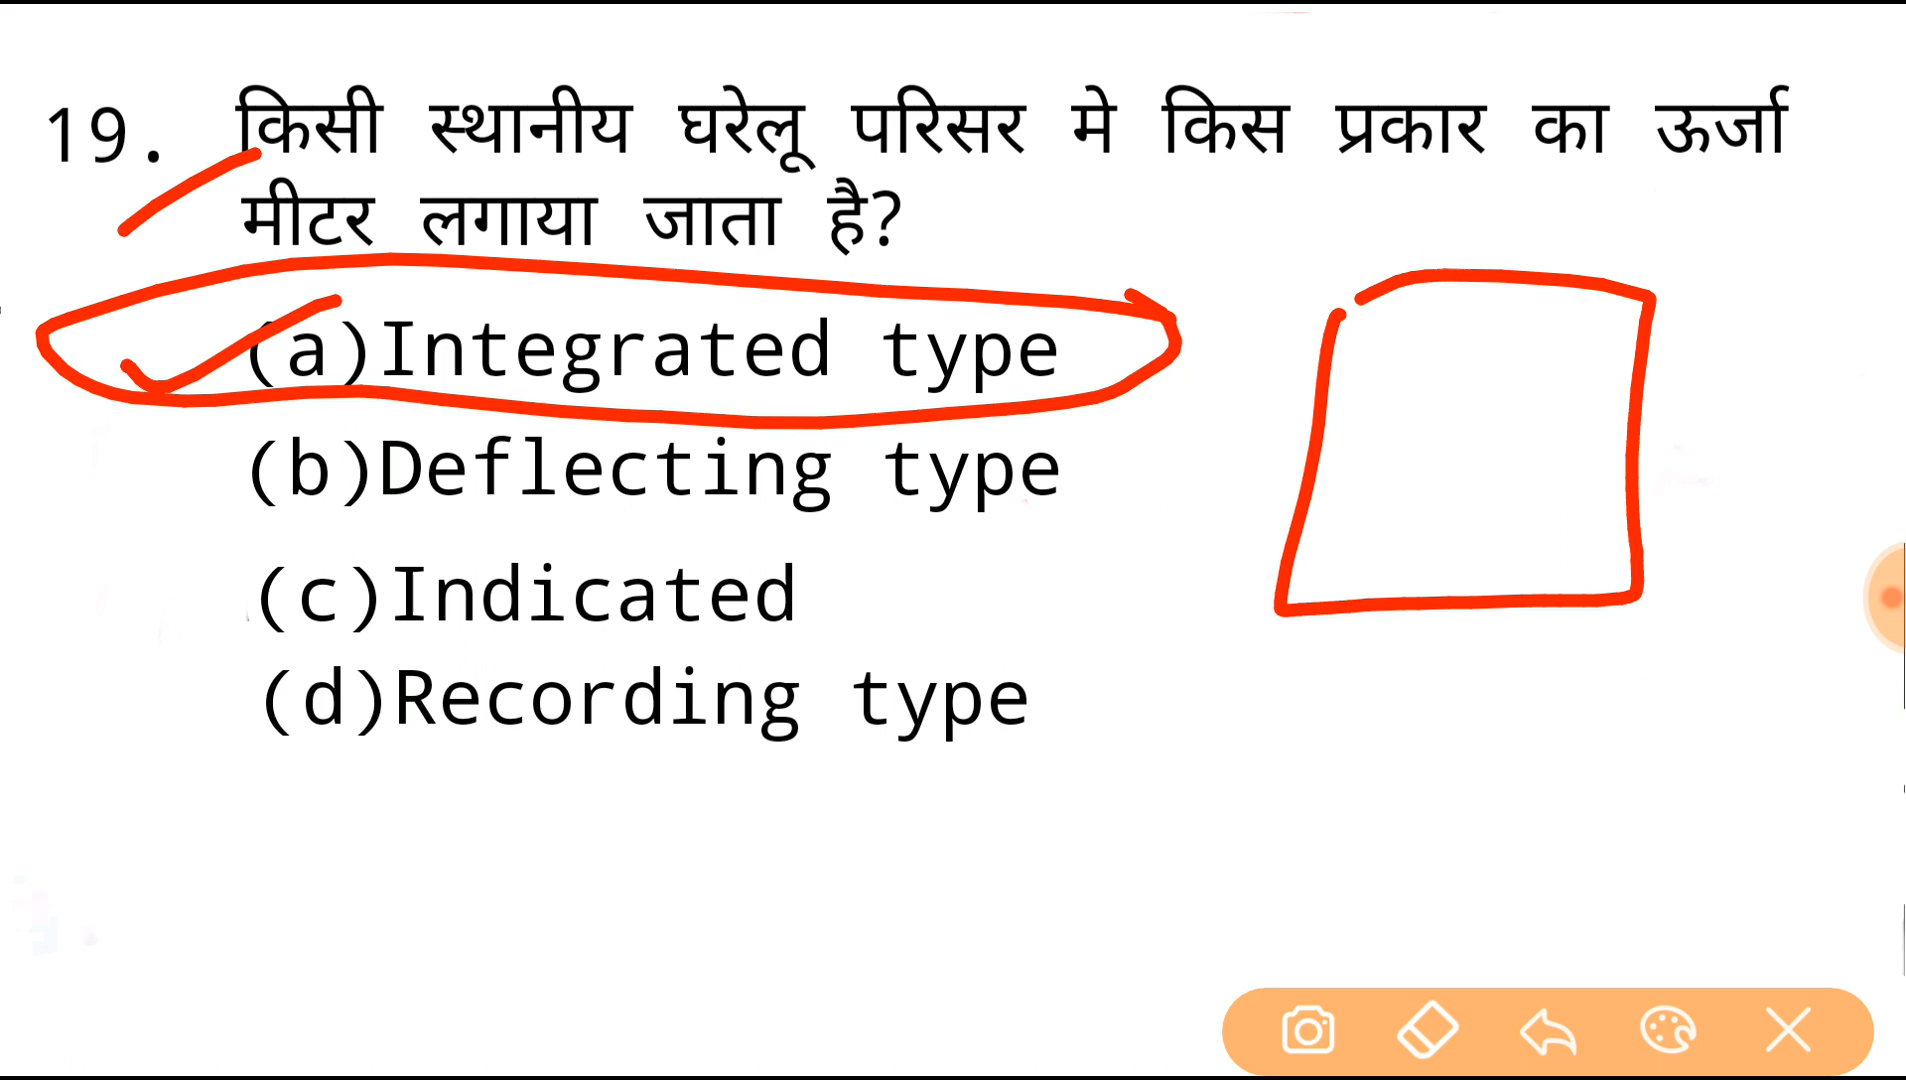 19. किसी स्थानीय घरेलू परिसर मे किस प्रकार का ऊर्जा
मीटर लगाया जाता है?
(a)Integrated type
(b)Deflecting type
(c)Indicated
(d)Recording type